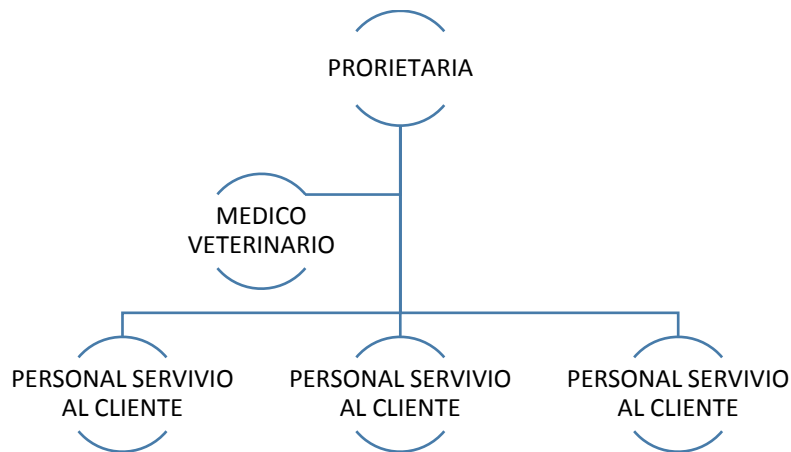 PRORIETARIA
MEDICO
VETERINARIO
PERSONAL SERVIVIO
AL CLIENTE
PERSONAL SERVIVIO
AL CLIENTE
PERSONAL SERVIVIO
AL CLIENTE